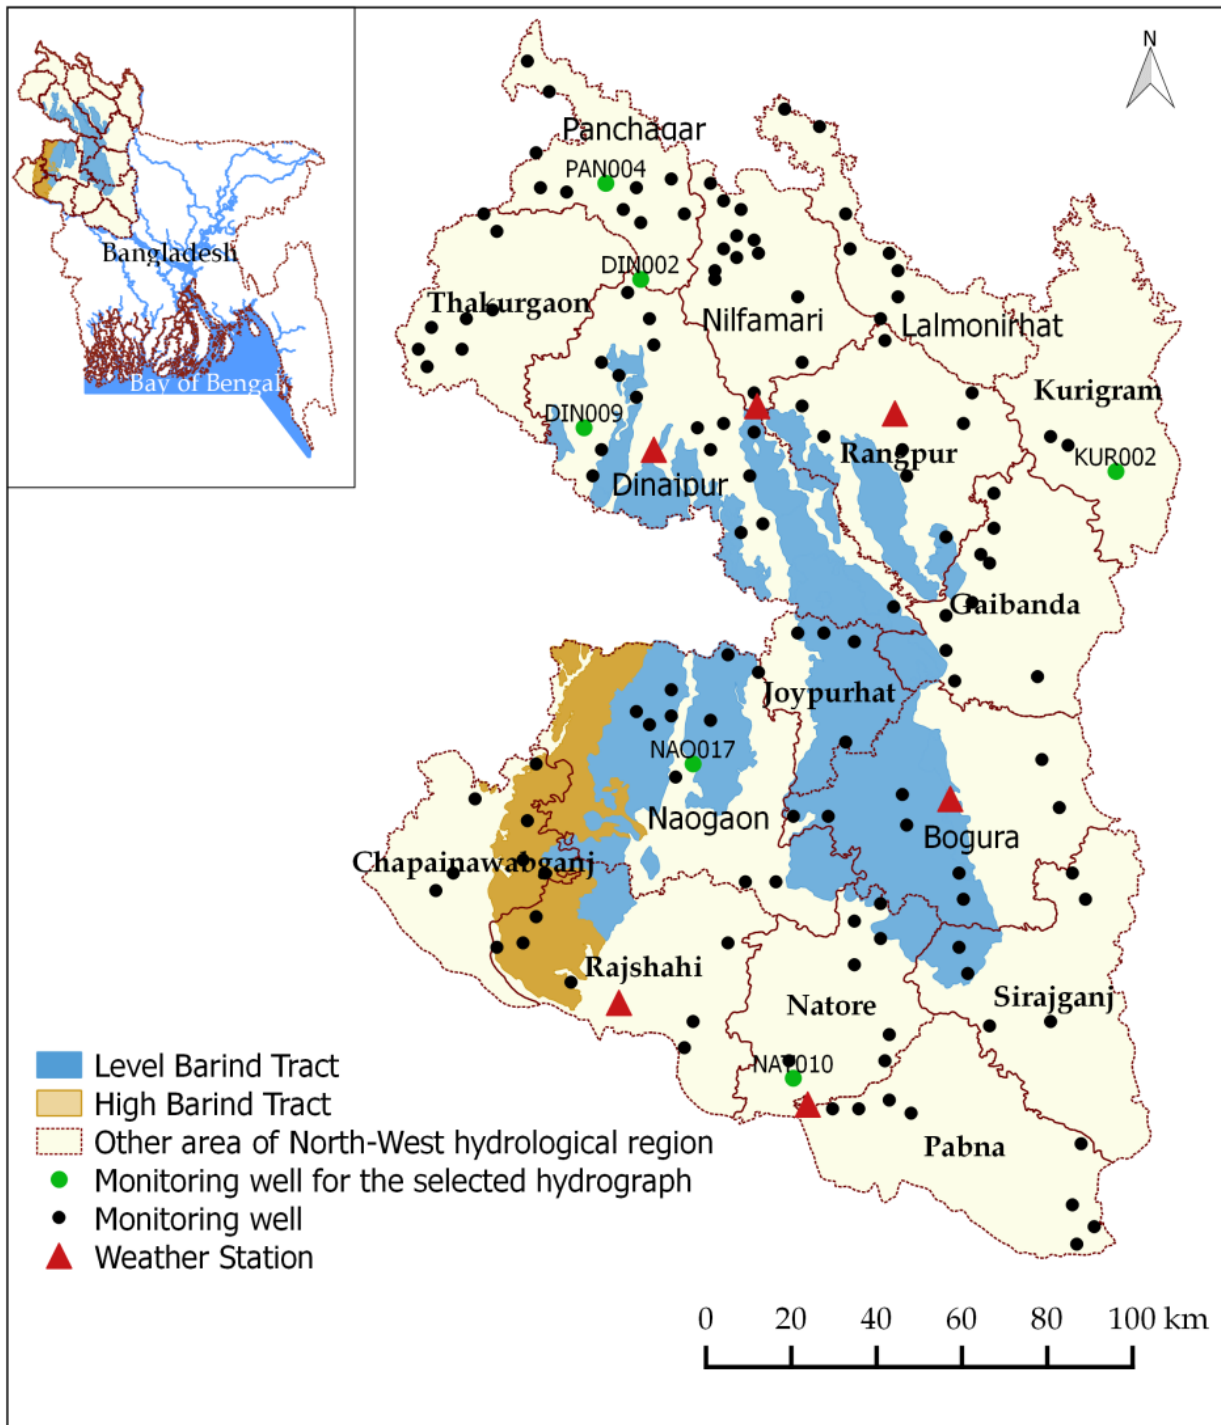 N
Panchagar
PAN004
DIN002
Thakurgaon
Nilfamari
Lalmonirhat
Bangladesh
Bay of Bengal
Kurigram
DIN009
Rangpur
KUR002
Dinajpur
Gaibanda
Joypurhat
NAO017
Naogaon
Bogura
Chapainawabganj
Rajshahi
Natore
Sirajganj
NAT010
Pabna
Level Barind Tract
High Barind Tract
Other area of North-West hydrological region
Monitoring well for the selected hydrograph
Monitoring well
Weather Station
0 20 40 60 80 100 km